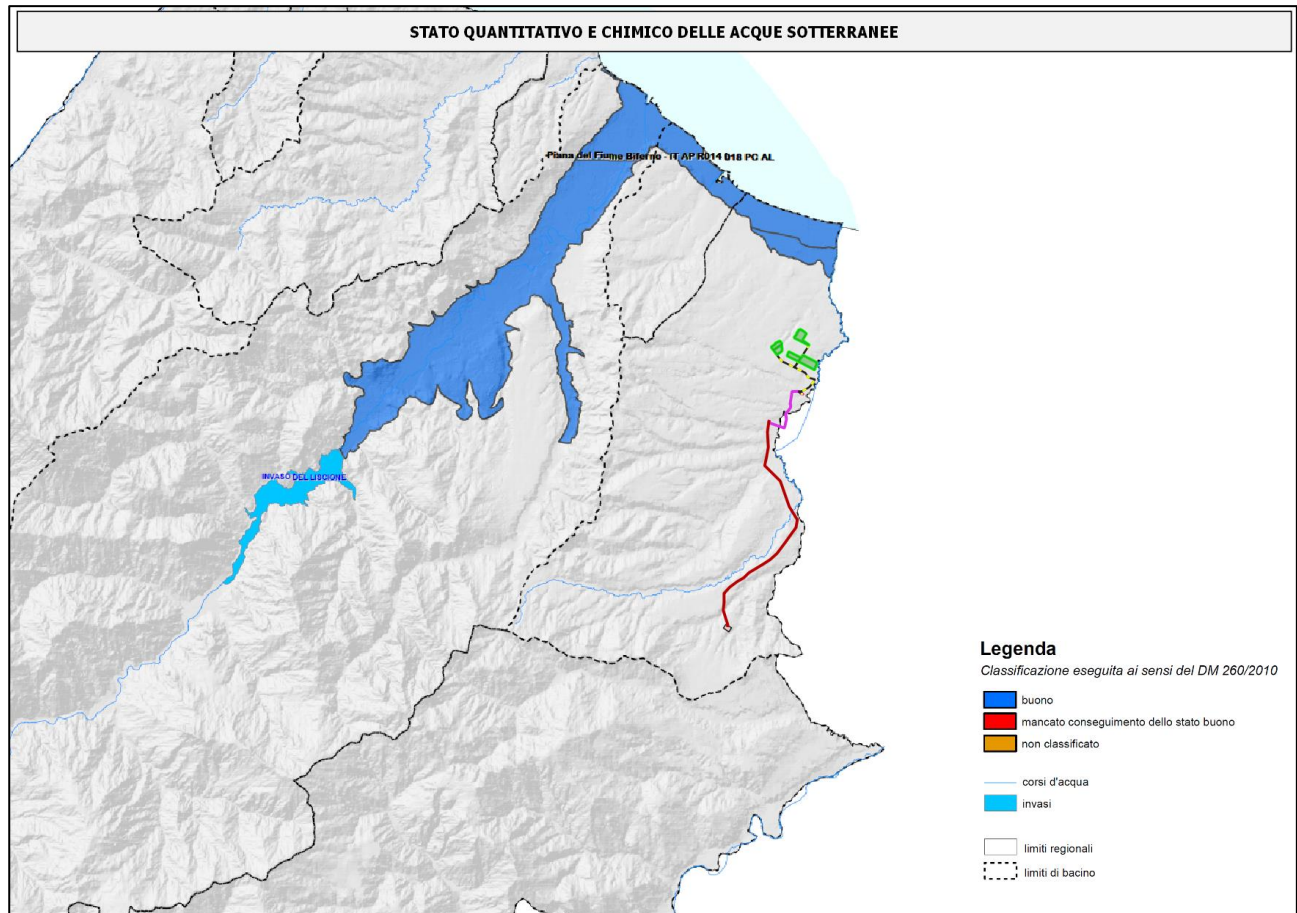 STATO QUANTITATIVO E CHIMICO DELLE ACQUE SOTTERRANEE
Piana del Fiume Biferno - IT AP R014 018 PC AL
INVASO DEL LISCIONE
Legenda
Classificazione eseguita ai sensi del DM 260/2010
buono
mancato conseguimento dello stato buono
non classificato
corsi d'acqua
invasi
limiti regionali
limiti di bacino